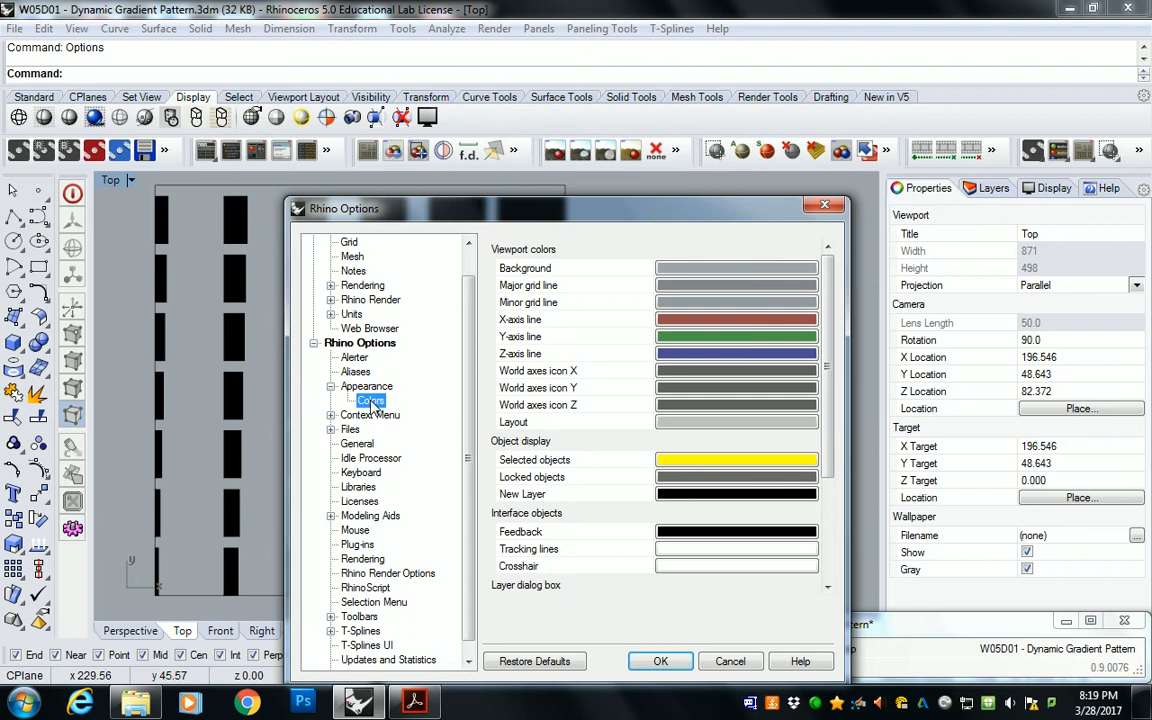 W05D01 - Dynamic Gradient Pattern.3dm (32 KB) - Rhinoceros 5.0 Educational Lab License - [Top]
File Edit View Curve Surface Solid Mesh Dimension Transform Tools Analyze Render Panels Paneling Tools T-Splines Help
Command: Options
Command:
Standard CPlanes Set View Display Select Viewport Layout Visibility Transform Curve Tools Surface Tools Solid Tools Mesh Tools Render Tools Drafting New in V5
f.d.
Top
Rhino Options
Grid
Mesh
Notes
Rendering
Rhino Render
Units
Web Browser
Rhino Options
Alerter
Aliases
Appearance
Colors
Context Menu
Files
General
Idle Processor
Keyboard
Libraries
Licenses
Modeling Aids
Mouse
Plug-ins
Rendering
Rhino Render Options
RhinoScript
Selection Menu
Toolbars
T-Splines
T-Splines UI
Updates and Statistics
Viewport colors
Background
Major grid line
Minor grid line
X-axis line
Y-axis line
Z-axis line
World axes icon X
World axes icon Y
World axes icon Z
Layout
Object display
Selected objects
Locked objects
New Layer
Interface objects
Feedback
Tracking lines
Crosshair
Layer dialog box
Restore Defaults OK Cancel Help
Properties Layers Display Help
Viewport
Title Top
Width 871
Height 498
Projection Parallel
Camera
Lens Length 50.0
Rotation 90.0
X Location 196.546
Y Location 48.643
Z Location 82.372
Location Place...
Target
X Target 196.546
Y Target 48.643
Z Target 0.000
Location Place...
Wallpaper
Filename (none) ...
Show
Gray
y
x
Perspective Top Front Right
End Near Point Mid Cen Int Perp
CPlane x 229.56 y 45.57 z 0.00
ern*
W05D01 - Dynamic Gradient Pattern
0.9.0076
Ps
8:19 PM
3/28/2017